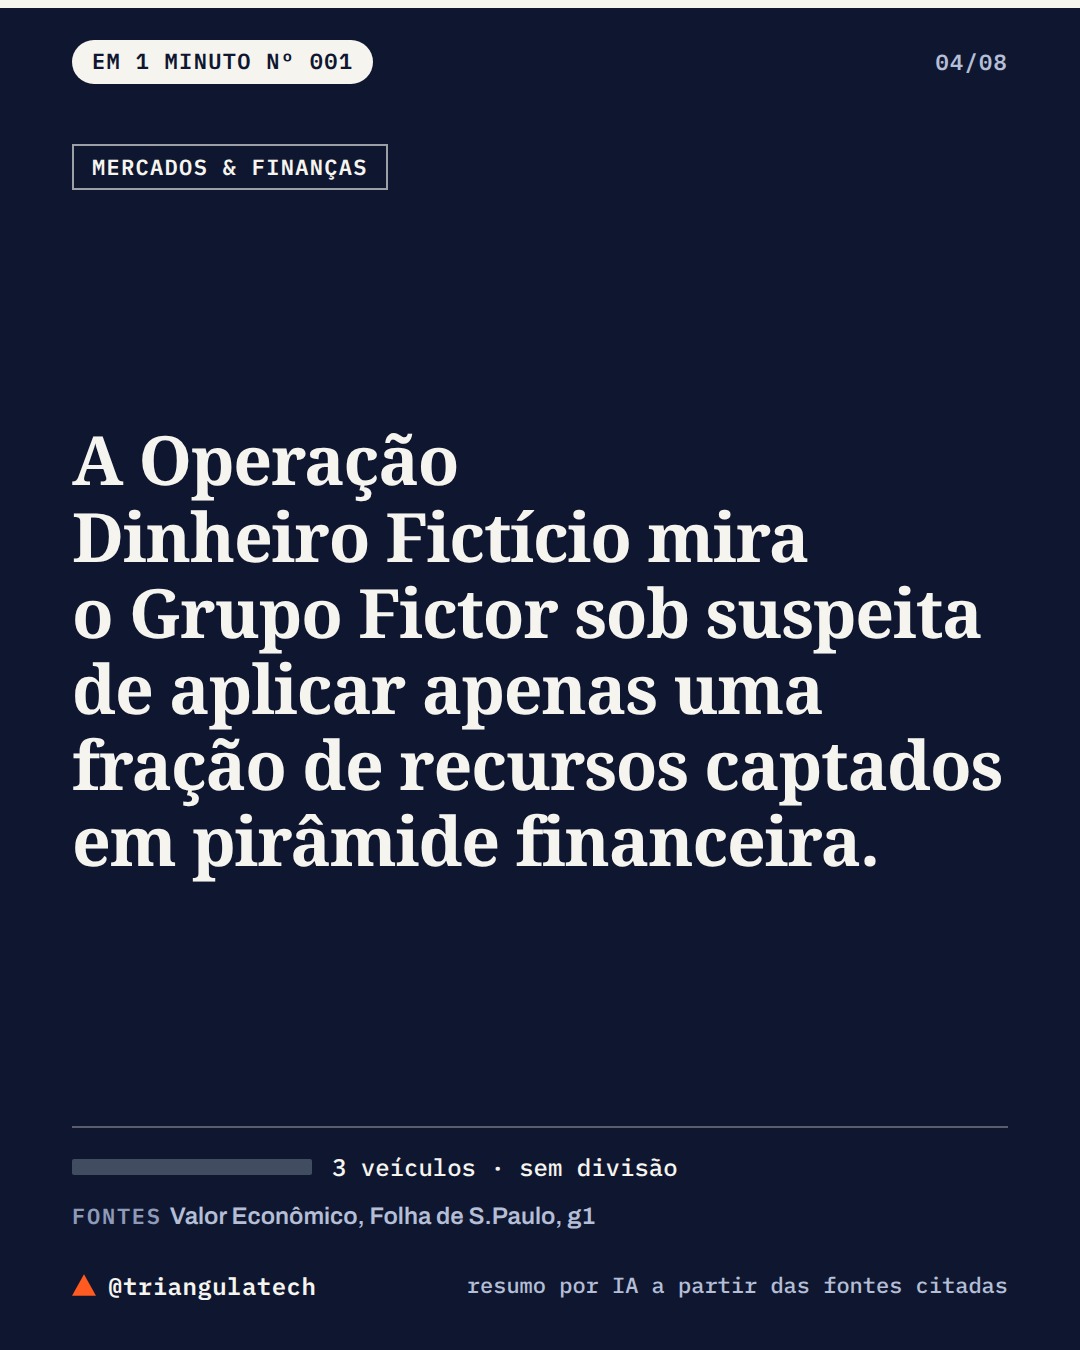 EM 1 MINUTO Nº 001
04/08
MERCADOS & FINANÇAS
A Operação
Dinheiro Fictício mira
o Grupo Fictor sob suspeita
de aplicar apenas uma
fração de recursos captados
em pirâmide financeira.
3 veículos · sem divisão
FONTES Valor Econômico, Folha de S.Paulo, g1
@triangulatech
resumo por IA a partir das fontes citadas